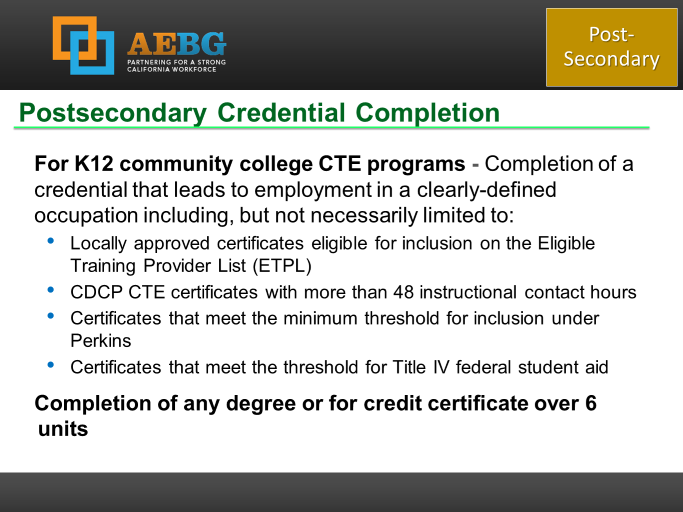 AEBG
PARTNERING FOR A STRONG
CALIFORNIA WORKFORCE
Post-
Secondary
Postsecondary Credential Completion
For K12 community college CTE programs - Completion of a
credential that leads to employment in a clearly-defined
occupation including, but not necessarily limited to:
• Locally approved certificates eligible for inclusion on the Eligible
Training Provider List (ETPL)
• CDCP CTE certificates with more than 48 instructional contact hours
• Certificates that meet the minimum threshold for inclusion under
Perkins
• Certificates that meet the threshold for Title IV federal student aid
Completion of any degree or for credit certificate over 6
units